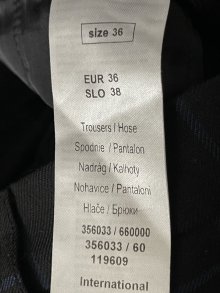 size 36
EUR 36
SLO 38
Trousers / Hose
Spodnie / Pantalon
Nadrág / Kalhoty
Nohavice / Pantaloni
Hlače / Брюки
356033 / 660000
356033 / 60
119609
International